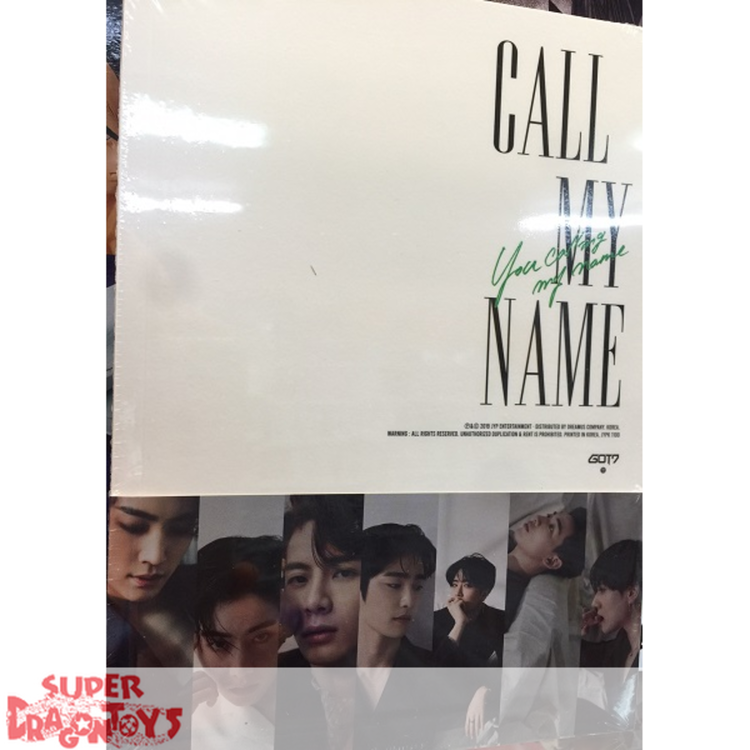 CALL
MY
You calling
my name
NAME
℗&© 2019 JYP ENTERTAINMENT · DISTRIBUTED BY DREAMUS COMPANY, KOREA.
WARNING : ALL RIGHTS RESERVED. UNAUTHORIZED DUPLICATION & RENT IS PROHIBITED. PRINTED IN KOREA.
GOT7
SUPER
DRAGONTOYS